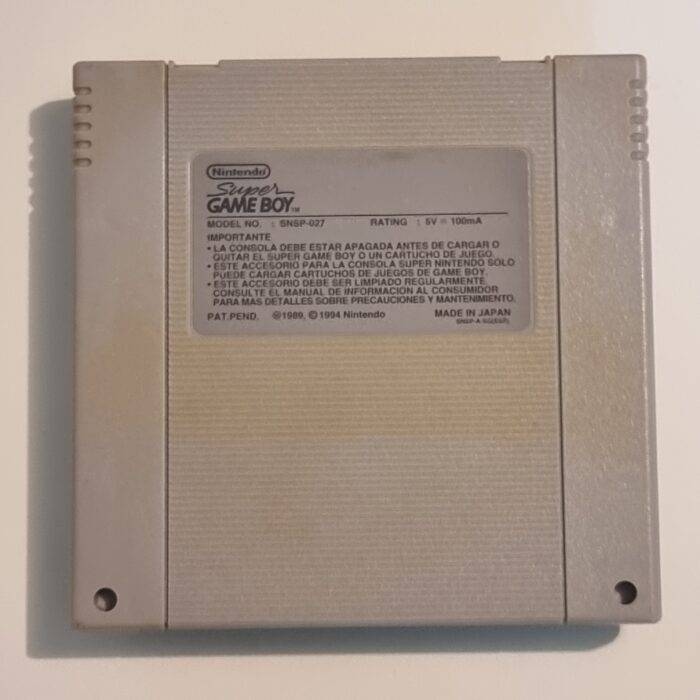 Nintendo
Super
GAME BOY™
MODEL NO. : SNSP-027 RATING : 5V ⎓ 100mA
IMPORTANTE
• LA CONSOLA DEBE ESTAR APAGADA ANTES DE CARGAR O
QUITAR EL SUPER GAME BOY O UN CARTUCHO DE JUEGO.
• ESTE ACCESORIO PARA LA CONSOLA SUPER NINTENDO SOLO
PUEDE CARGAR CARTUCHOS DE JUEGOS DE GAME BOY.
• ESTE ACCESORIO DEBE SER LIMPIADO REGULARMENTE.
CONSULTE EL MANUAL DE INFORMACION AL CONSUMIDOR
PARA MAS DETALLES SOBRE PRECAUCIONES Y MANTENIMIENTO.
PAT.PEND. ©1989, ©1994 Nintendo MADE IN JAPAN